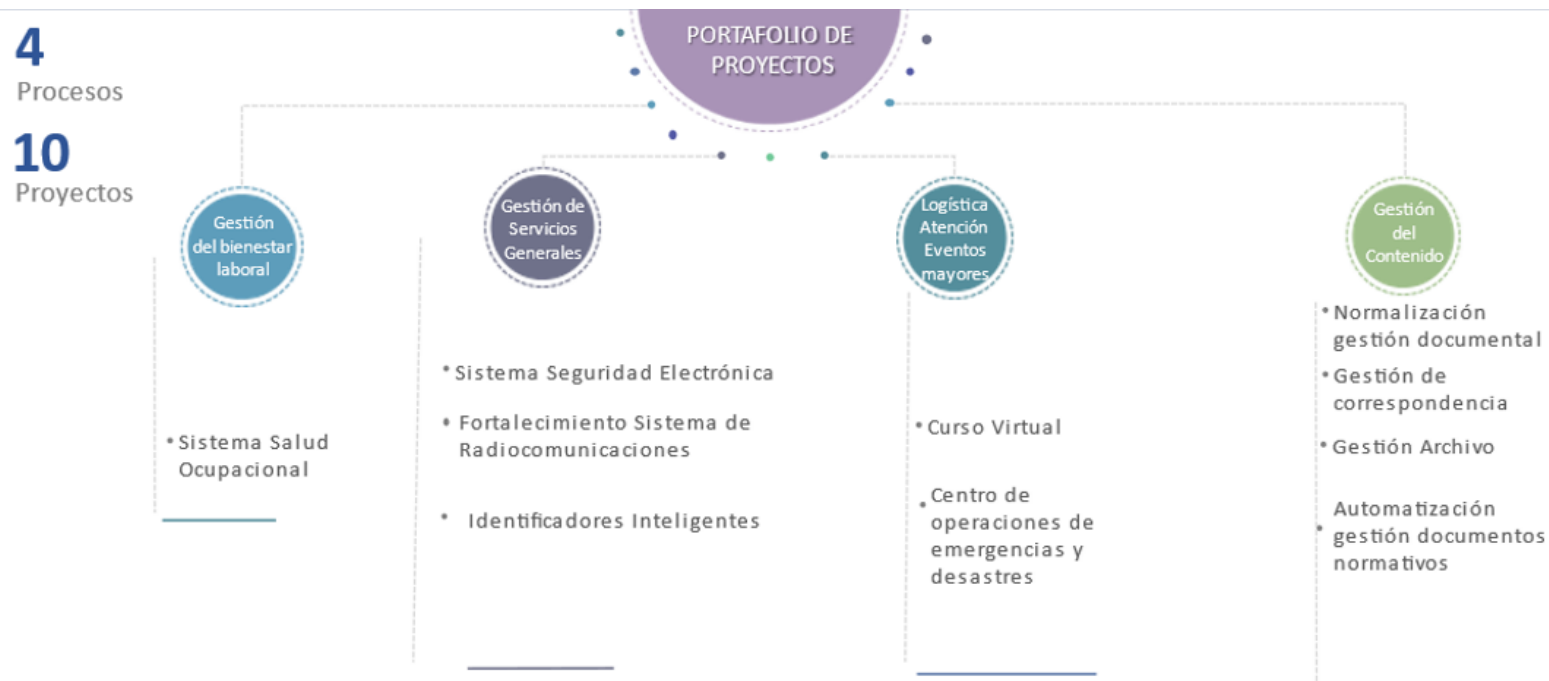 4
Procesos
10
Proyectos
PORTAFOLIO DE
PROYECTOS
Gestión
del bienestar
laboral
• Sistema Salud
Ocupacional
Gestión de
Servicios
Generales
• Sistema Seguridad Electrónica
• Fortalecimiento Sistema de
Radiocomunicaciones
• Identificadores Inteligentes
Logística
Atención
Eventos
mayores
• Curso Virtual
• Centro de
operaciones de
emergencias y
desastres
Gestión
del
Contenido
• Normalización
gestión documental
• Gestión de
correspondencia
• Gestión Archivo
• Automatización
gestión documentos
normativos